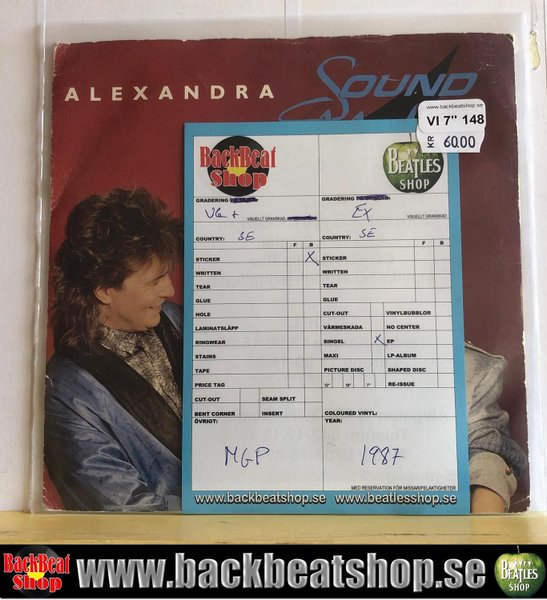 ALEXANDRA
SOUND
www.backbeatshop.se
VI 7" 148
KR 60.00
BackBeat
Shop
BEATLES
SHOP
GRADERING
GRADERING
VG+
VISUELLT GRANSKAD,
EX
VISUELLT GRANSKAD
COUNTRY: SE
COUNTRY: SE
F B
F B
STICKER X
STICKER
WRITTEN
WRITTEN
TEAR
TEAR
GLUE
GLUE
HOLE
CUT-OUT VINYLBUBBLOR
LAMINATSLÄPP
VÄRMESKADA NO CENTER
RINGWEAR
SINGEL X EP
STAINS
MAXI LP-ALBUM
TAPE
PICTURE DISC SHAPED DISC
PRICE TAG
12" 10" 7" RE-ISSUE
CUT-OUT SEAM SPLIT
BENT CORNER INSERT
COLOURED VINYL:
ÖVRIGT:
YEAR:
MGP
1987
MED RESERVATION FÖR MISSAR/FELAKTIGHETER
www.backbeatshop.se www.beatlesshop.se
BackBeat
Shop
www.backbeatshop.se
BEATLES
SHOP